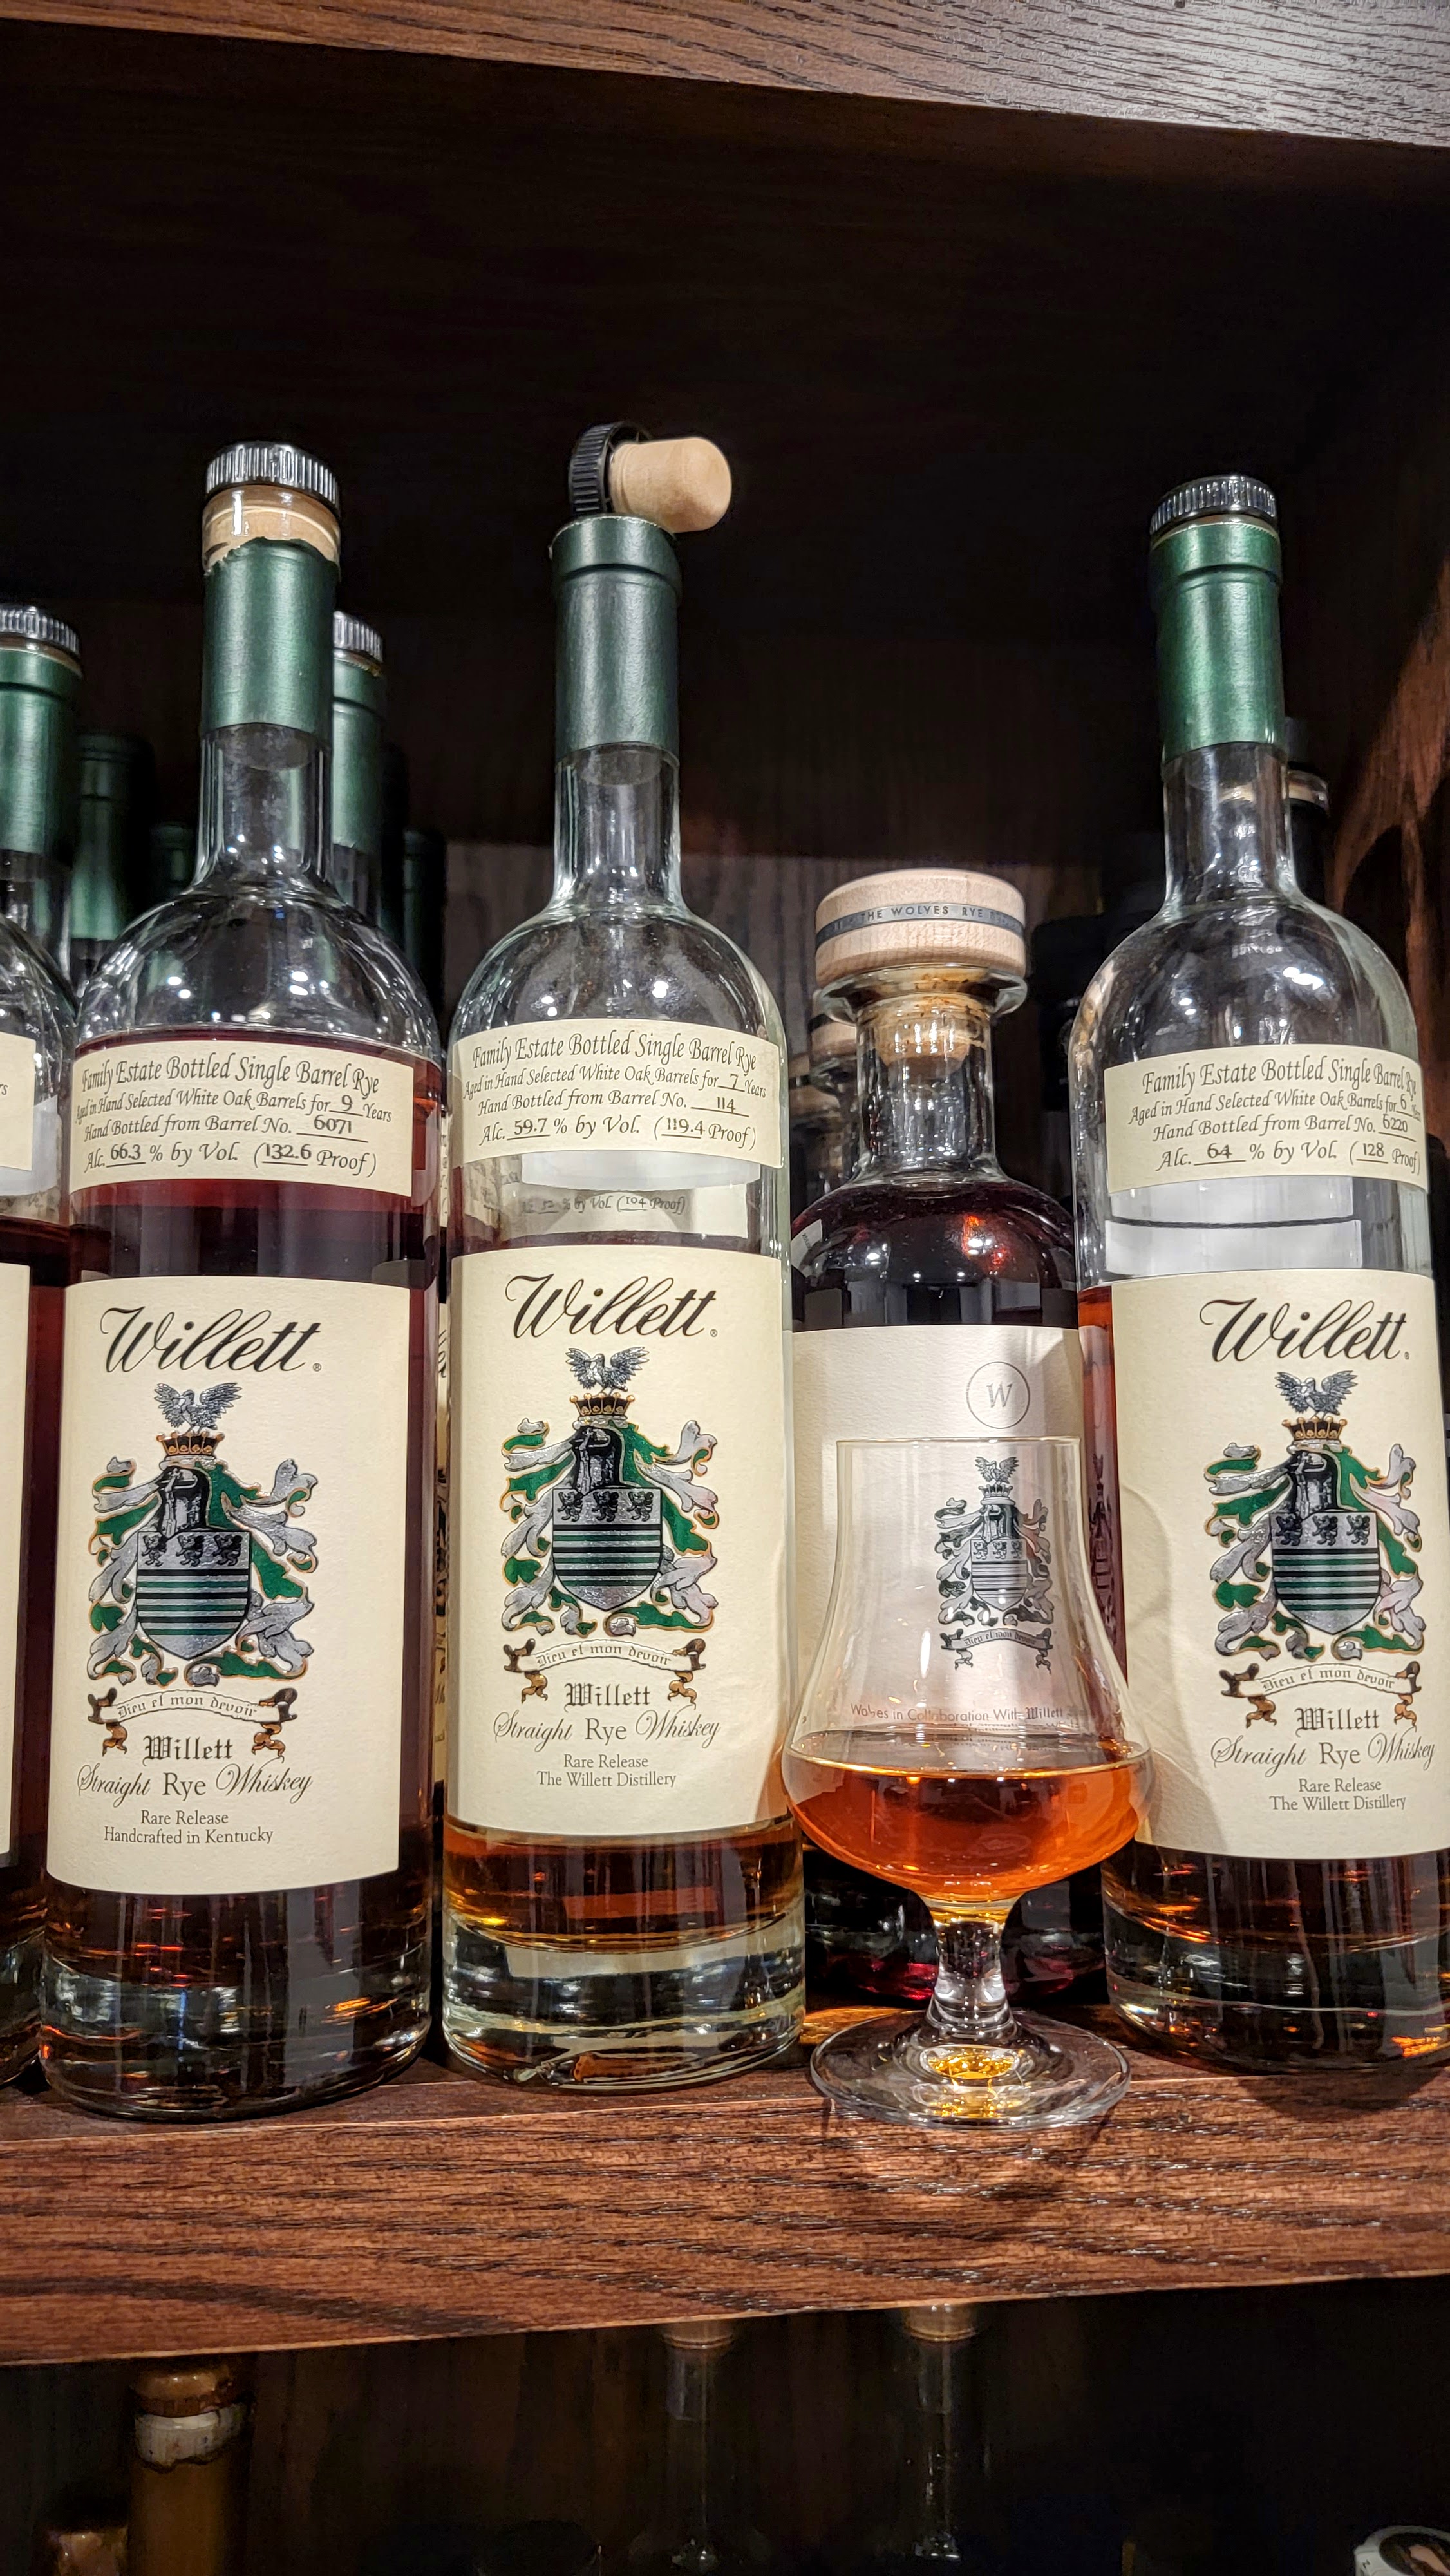 Family Estate Bottled Single Barrel Rye
Aged in Hand Selected White Oak Barrels for 9 Years
Hand Bottled from Barrel No. 6071
Alc. 66.3 % by Vol. (132.6 Proof)
Willett®
Dieu et mon devoir
Willett
Straight Rye Whiskey
Rare Release
Handcrafted in Kentucky
Family Estate Bottled Single Barrel Rye
Aged in Hand Selected White Oak Barrels for 7 Years
Hand Bottled from Barrel No. 114
Alc. 59.7 % by Vol. (119.4 Proof)
% by Vol. (104 Proof)
Willett®
Dieu et mon devoir
Willett
Straight Rye Whiskey
Rare Release
The Willett Distillery
THE WOLVES RYE
W
Dieu et mon devoir
Wolves in Collaboration With Willett
Family Estate Bottled Single Barrel Rye
Aged in Hand Selected White Oak Barrels for 6
Hand Bottled from Barrel No. 6220
Alc. 64 % by Vol. (128 Proof)
Willett®
Dieu et mon devoir
Willett
Straight Rye Whiskey
Rare Release
The Willett Distillery